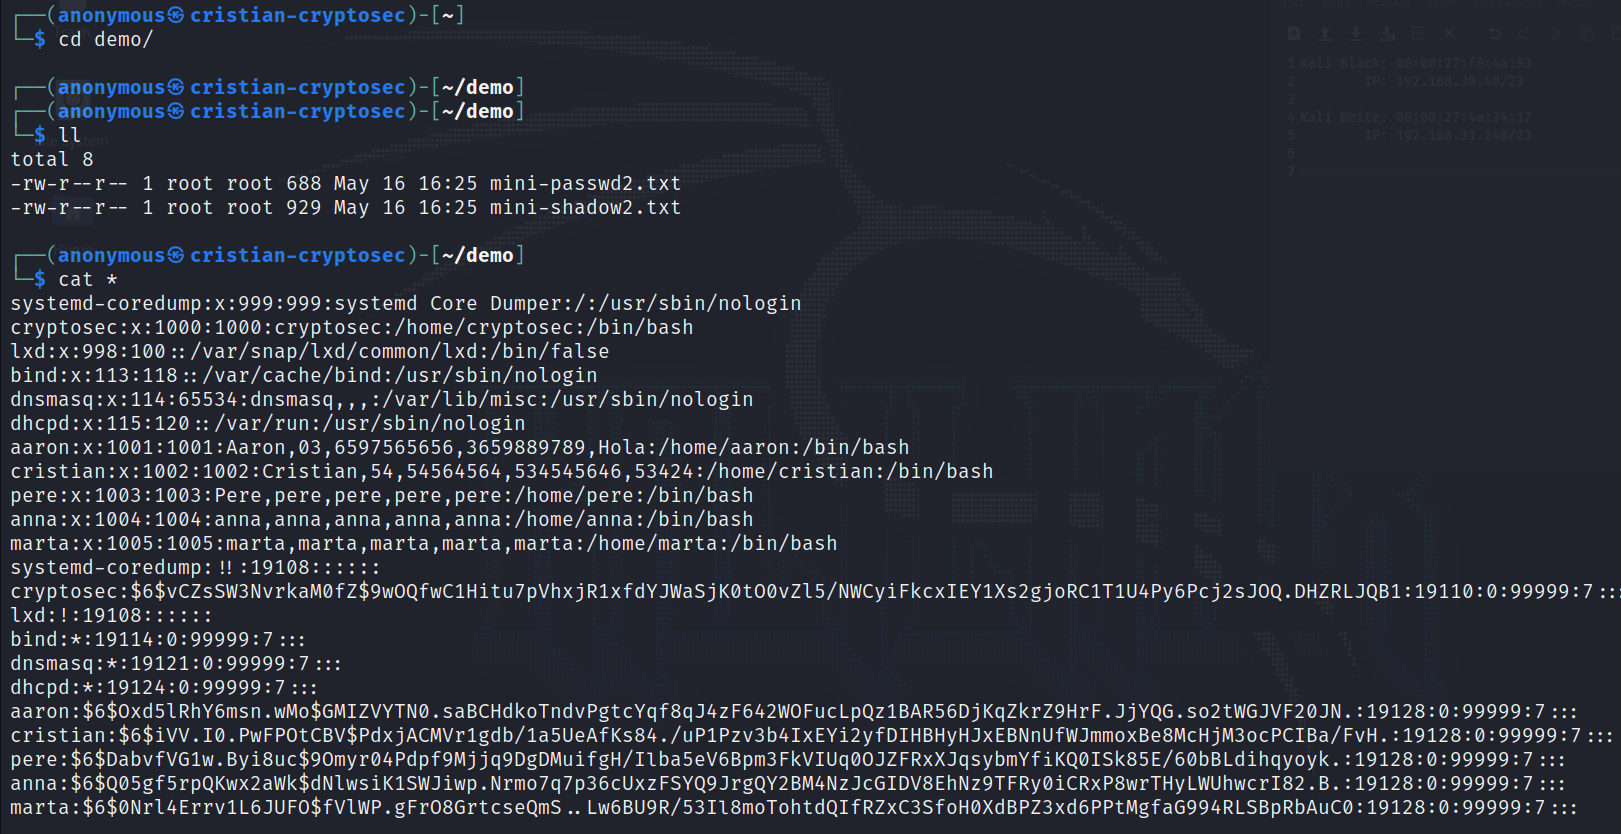 ┌──(anonymous㉿cristian-cryptosec)-[~]
└─$ cd demo/
┌──(anonymous㉿cristian-cryptosec)-[~/demo]
┌──(anonymous㉿cristian-cryptosec)-[~/demo]
└─$ ll
total 8
-rw-r--r-- 1 root root 688 May 16 16:25 mini-passwd2.txt
-rw-r--r-- 1 root root 929 May 16 16:25 mini-shadow2.txt
┌──(anonymous㉿cristian-cryptosec)-[~/demo]
└─$ cat *
systemd-coredump:x:999:999:systemd Core Dumper:/:/usr/sbin/nologin
cryptosec:x:1000:1000:cryptosec:/home/cryptosec:/bin/bash
lxd:x:998:100::/var/snap/lxd/common/lxd:/bin/false
bind:x:113:118::/var/cache/bind:/usr/sbin/nologin
dnsmasq:x:114:65534:dnsmasq,,,:/var/lib/misc:/usr/sbin/nologin
dhcpd:x:115:120::/var/run:/usr/sbin/nologin
aaron:x:1001:1001:Aaron,03,6597565656,3659889789,Hola:/home/aaron:/bin/bash
cristian:x:1002:1002:Cristian,54,54564564,534545646,53424:/home/cristian:/bin/bash
pere:x:1003:1003:Pere,pere,pere,pere,pere:/home/pere:/bin/bash
anna:x:1004:1004:anna,anna,anna,anna,anna:/home/anna:/bin/bash
marta:x:1005:1005:marta,marta,marta,marta,marta:/home/marta:/bin/bash
systemd-coredump:!!:19108::::::
cryptosec:$6$vCZsSW3NvrkaM0fZ$9wOQfwC1Hitu7pVhxjR1xfdYJWaSjK0tO0vZl5/NWCyiFkcxIEY1Xs2gjoRC1T1U4Py6Pcj2sJOQ.DHZRLJQB1:19110:0:99999:7:::
lxd:!:19108::::::
bind:*:19114:0:99999:7:::
dnsmasq:*:19121:0:99999:7:::
dhcpd:*:19124:0:99999:7:::
aaron:$6$Oxd5lRhY6msn.wMo$GMIZVYTN0.saBCHdkoTndvPgtcYqf8qJ4zF642WOFucLpQz1BAR56DjKqZkrZ9HrF.JjYQG.so2tWGJVF20JN.:19128:0:99999:7:::
cristian:$6$iVV.I0.PwFPOtCBV$PdxjACMVr1gdb/1a5UeAfKs84./uP1Pzv3b4IxEYi2yfDIHBHyHJxEBNnUfWJmmoxBe8McHjM3ocPCIBa/FvH.:19128:0:99999:7:::
pere:$6$DabvfVG1w.Byi8uc$9Omyr04Pdpf9Mjjq9DgDMuifgH/Ilba5eV6Bpm3FkVIUq0OJZFRxXJqsybmYfiKQ0ISk85E/60bBLdihqyoyk.:19128:0:99999:7:::
anna:$6$Q05gf5rpQKwx2aWk$dNlwsiK1SWJiwp.Nrmo7q7p36cUxzFSYQ9JrgQY2BM4NzJcGIDV8EhNz9TFRy0iCRxP8wrTHyLWUhwcrI82.B.:19128:0:99999:7:::
marta:$6$0Nrl4Errv1L6JUFO$fVlWP.gFrO8GrtcseQmS..Lw6BU9R/53Il8moTohtdQIfRZxC3SfoH0XdBPZ3xd6PPtMgfaG994RLSBpRbAuC0:19128:0:99999:7:::